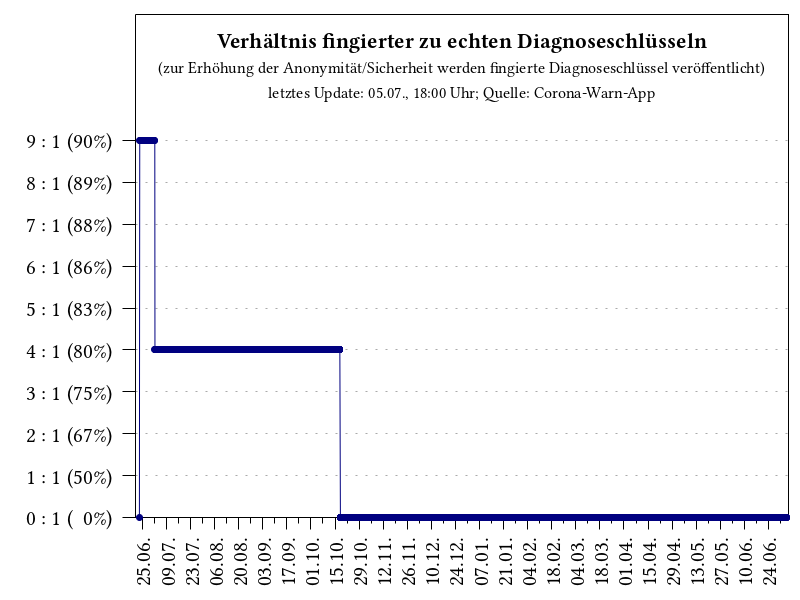 Verhältnis fingierter zu echten Diagnoseschlüsseln
(zur Erhöhung der Anonymität/Sicherheit werden fingierte Diagnoseschlüssel veröffentlicht)
letztes Update: 05.07., 18:00 Uhr; Quelle: Corona-Warn-App
9 : 1 (90%)
8 : 1 (89%)
7 : 1 (88%)
6 : 1 (86%)
5 : 1 (83%)
4 : 1 (80%)
3 : 1 (75%)
2 : 1 (67%)
1 : 1 (50%)
0 : 1 (  0%)
25.06.
09.07.
23.07.
06.08.
20.08.
03.09.
17.09.
01.10.
15.10.
29.10.
12.11.
26.11.
10.12.
24.12.
07.01.
21.01.
04.02.
18.02.
04.03.
18.03.
01.04.
15.04.
29.04.
13.05.
27.05.
10.06.
24.06.